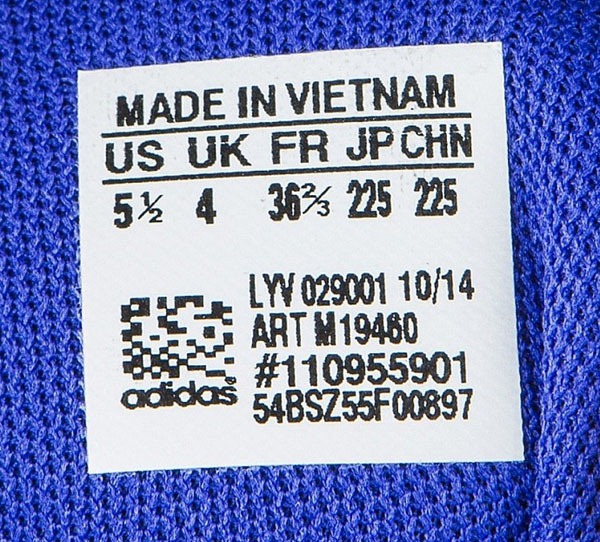 MADE IN VIETNAM
US UK FR JP CHN
5½ 4 36⅔ 225 225
LYV 029001 10/14
ART M19460
#110955901
adidas®
54BSZ55F00897